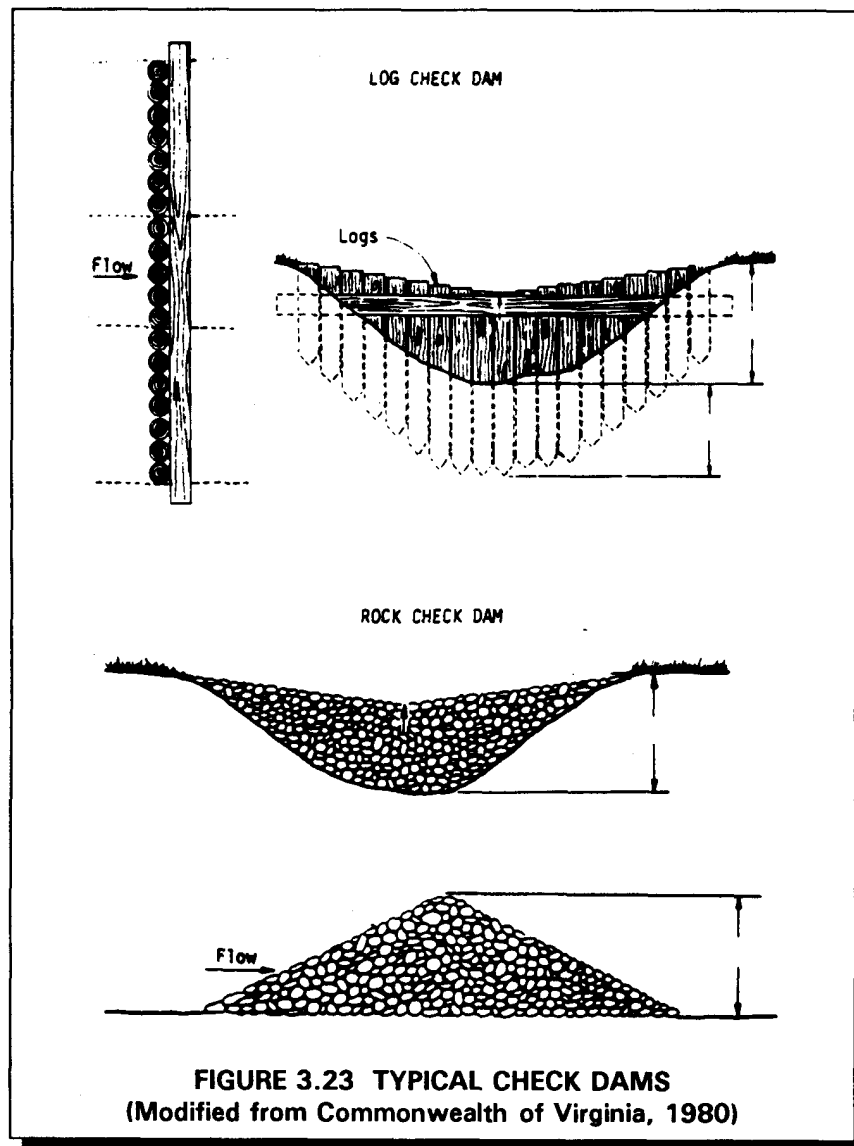 LOG CHECK DAM
Logs
Flow
ROCK CHECK DAM
Flow
FIGURE 3.23 TYPICAL CHECK DAMS
(Modified from Commonwealth of Virginia, 1980)